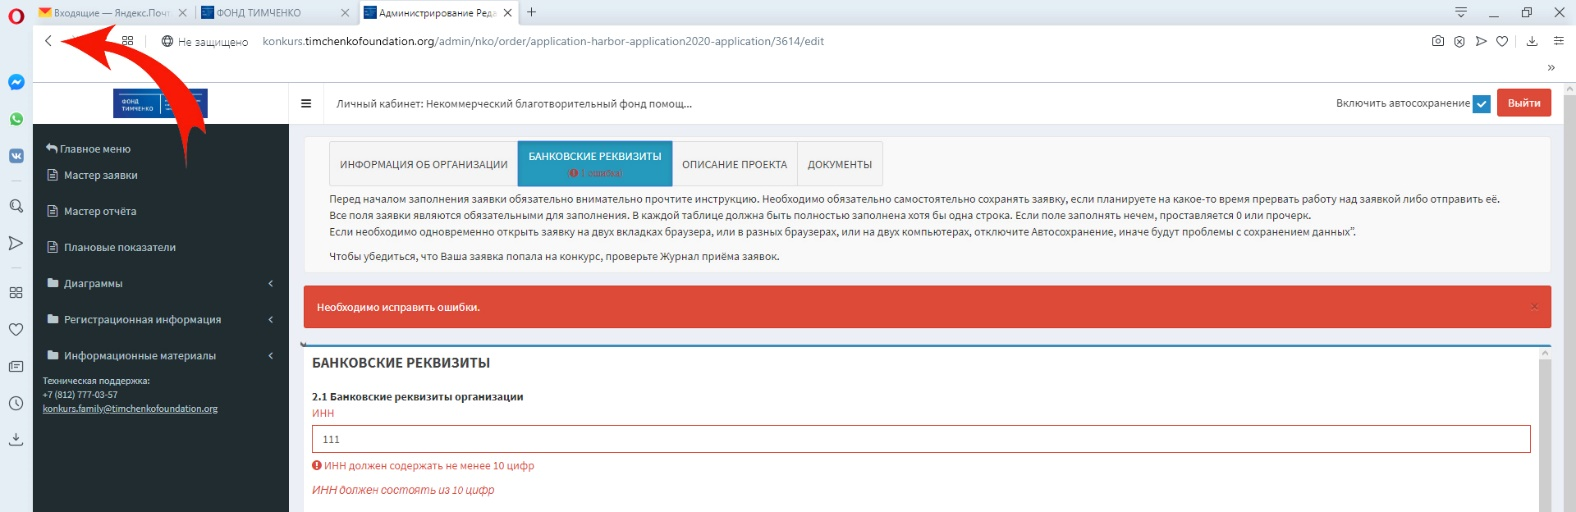 Входящие — Яндекс.Почт
ФОНД ТИМЧЕНКО
Администрирование Реда
Не защищено
konkurs.timchenkofoundation.org/admin/nko/order/application-harbor-application2020-application/3614/edit
ФОНД
ТИМЧЕНКО
Личный кабинет: Некоммерческий благотворительный фонд помощ...
Включить автосохранение
Выйти
Главное меню
Мастер заявки
Мастер отчёта
Плановые показатели
Диаграммы
Регистрационная информация
Информационные материалы
Техническая поддержка:
+7 (812) 777-03-57
konkurs.family@timchenkofoundation.org
ИНФОРМАЦИЯ ОБ ОРГАНИЗАЦИИ
БАНКОВСКИЕ РЕКВИЗИТЫ
1 ошибка)
ОПИСАНИЕ ПРОЕКТА
ДОКУМЕНТЫ
Перед началом заполнения заявки обязательно внимательно прочтите инструкцию. Необходимо обязательно самостоятельно сохранять заявку, если планируете на какое-то время прервать работу над заявкой либо отправить её.
Все поля заявки являются обязательными для заполнения. В каждой таблице должна быть полностью заполнена хотя бы одна строка. Если поле заполнять нечем, проставляется 0 или прочерк.
Если необходимо одновременно открыть заявку на двух вкладках браузера, или в разных браузерах, или на двух компьютерах, отключите Автосохранение, иначе будут проблемы с сохранением данных".
Чтобы убедиться, что Ваша заявка попала на конкурс, проверьте Журнал приёма заявок.
Необходимо исправить ошибки.
БАНКОВСКИЕ РЕКВИЗИТЫ
2.1 Банковские реквизиты организации
ИНН
111
ИНН должен содержать не менее 10 цифр
ИНН должен состоять из 10 цифр